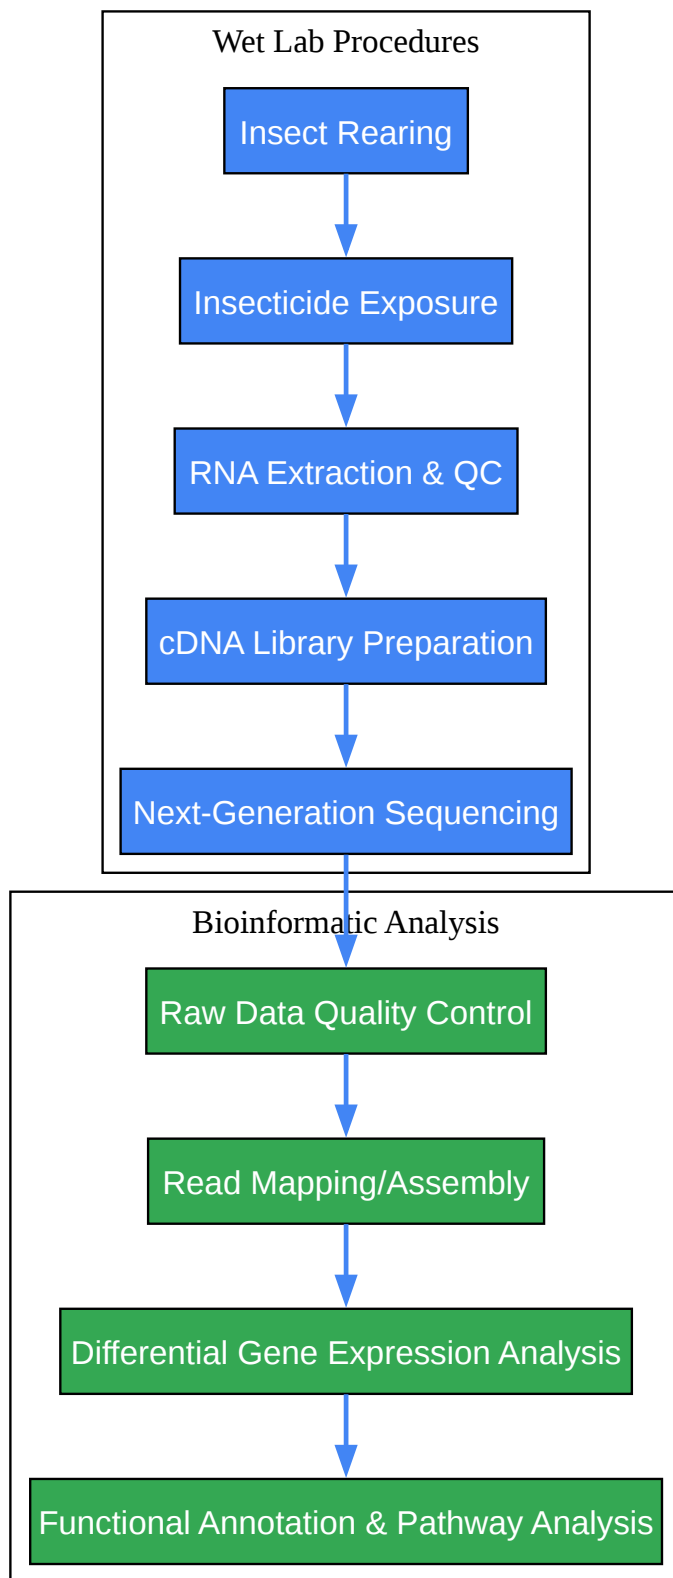 Wet Lab Procedures
Insect Rearing
Insecticide Exposure
RNA Extraction & QC
cDNA Library Preparation
Next-Generation Sequencing
Bioinformatic Analysis
Raw Data Quality Control
Read Mapping/Assembly
Differential Gene Expression Analysis
Functional Annotation & Pathway Analysis